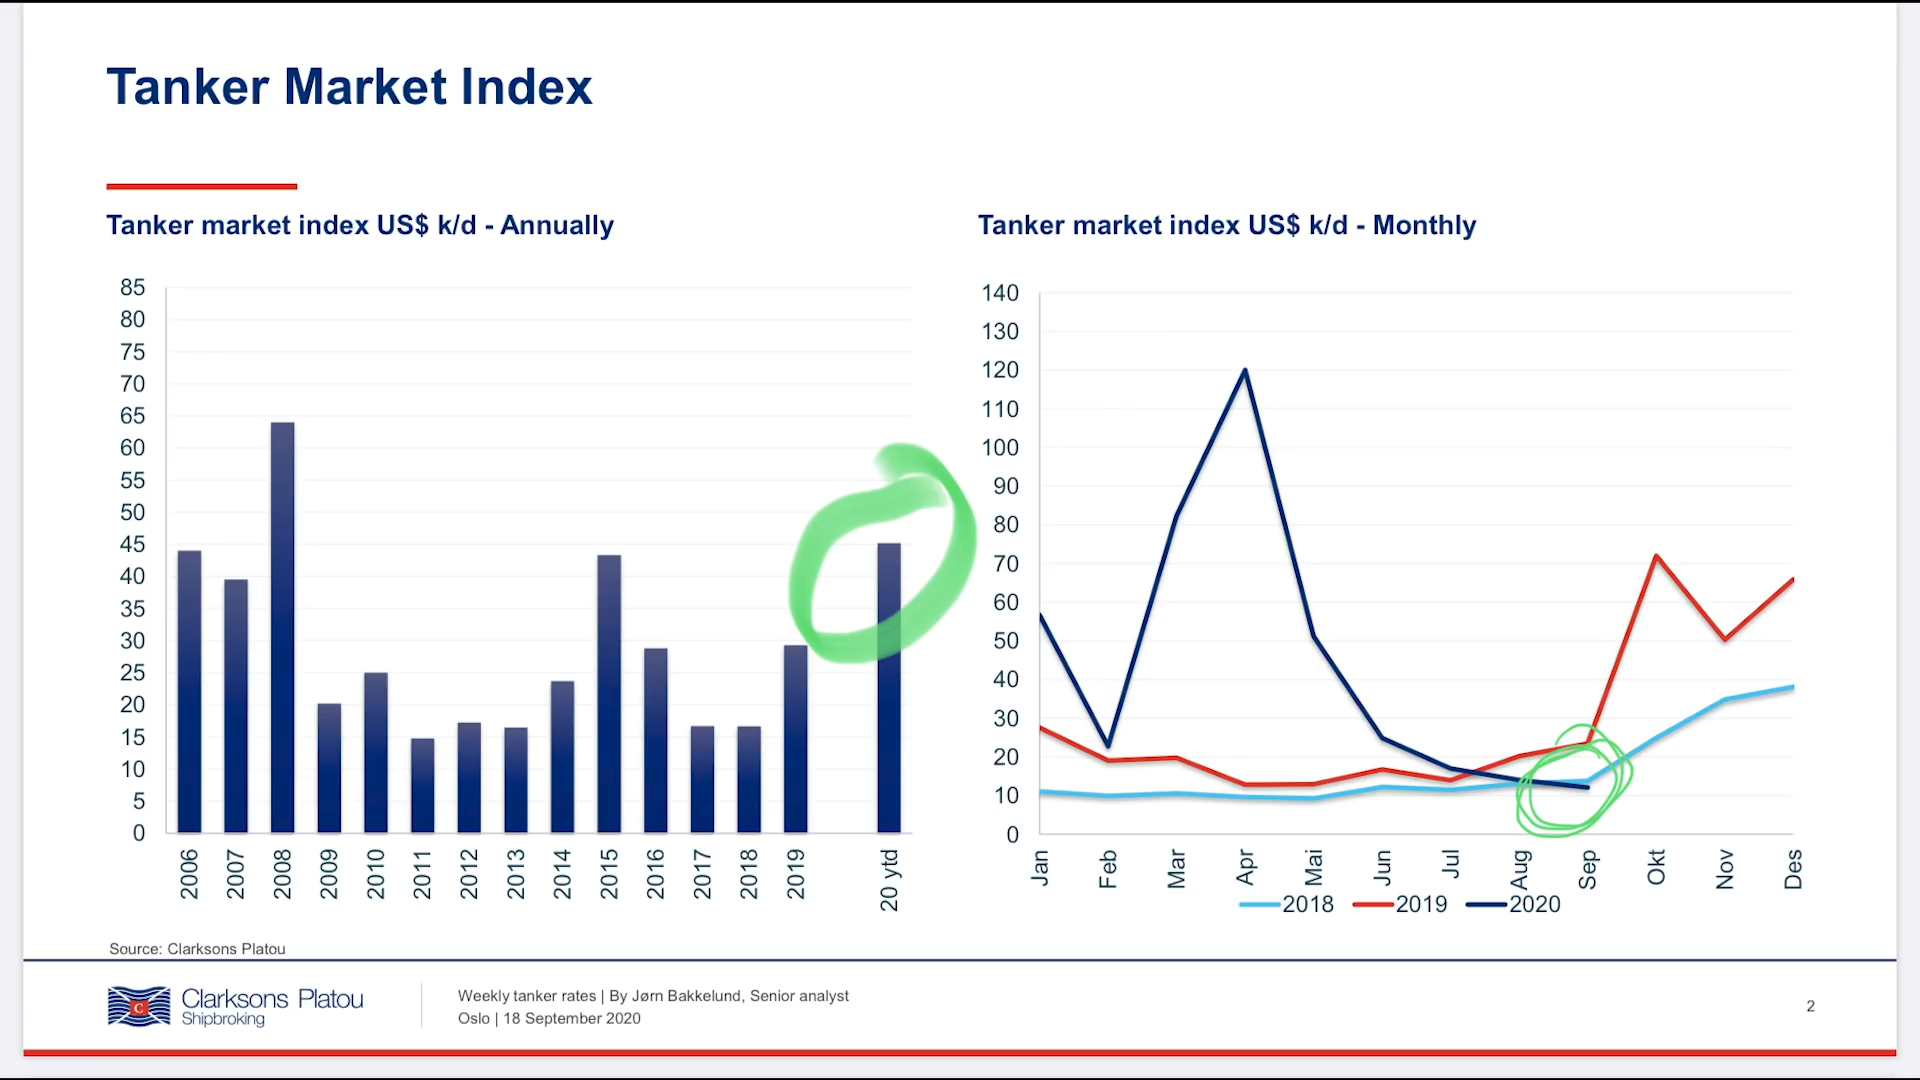 Tanker Market Index
Tanker market index US$ k/d - Annually
85
80
75
70
65
60
55
50
45
40
35
30
25
20
15
10
5
0
2006
2007
2008
2009
2010
2011
2012
2013
2014
2015
2016
2017
2018
2019
20 ytd
Tanker market index US$ k/d - Monthly
140
130
120
110
100
90
80
70
60
50
40
30
20
10
0
Jan
Feb
Mar
Apr
Mai
Jun
Jul
Aug
Sep
Okt
Nov
Des
2018 2019 2020
Source: Clarksons Platou
C
Clarksons Platou
Shipbroking
Weekly tanker rates | By Jørn Bakkelund, Senior analyst
Oslo | 18 September 2020
2